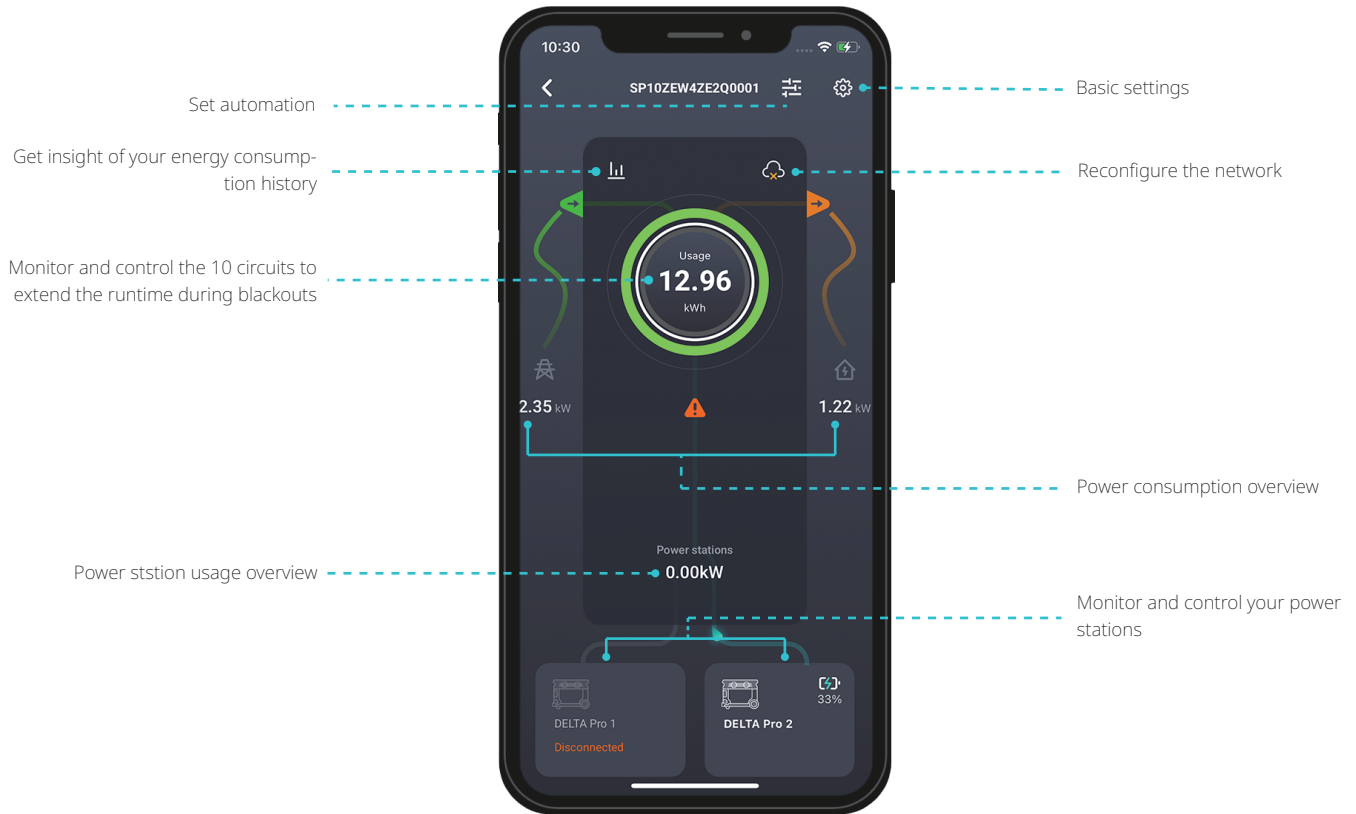 10:30
SP10ZEW4ZE2Q0001
Set automation
Basic settings
Get insight of your energy consump-
tion history
Reconfigure the network
Monitor and control the 10 circuits to
extend the runtime during blackouts
Usage
12.96
kWh
2.35 kW
1.22 kW
Power consumption overview
Power stations
0.00kW
Power ststion usage overview
Monitor and control your power
stations
DELTA Pro 1
Disconnected
33%
DELTA Pro 2